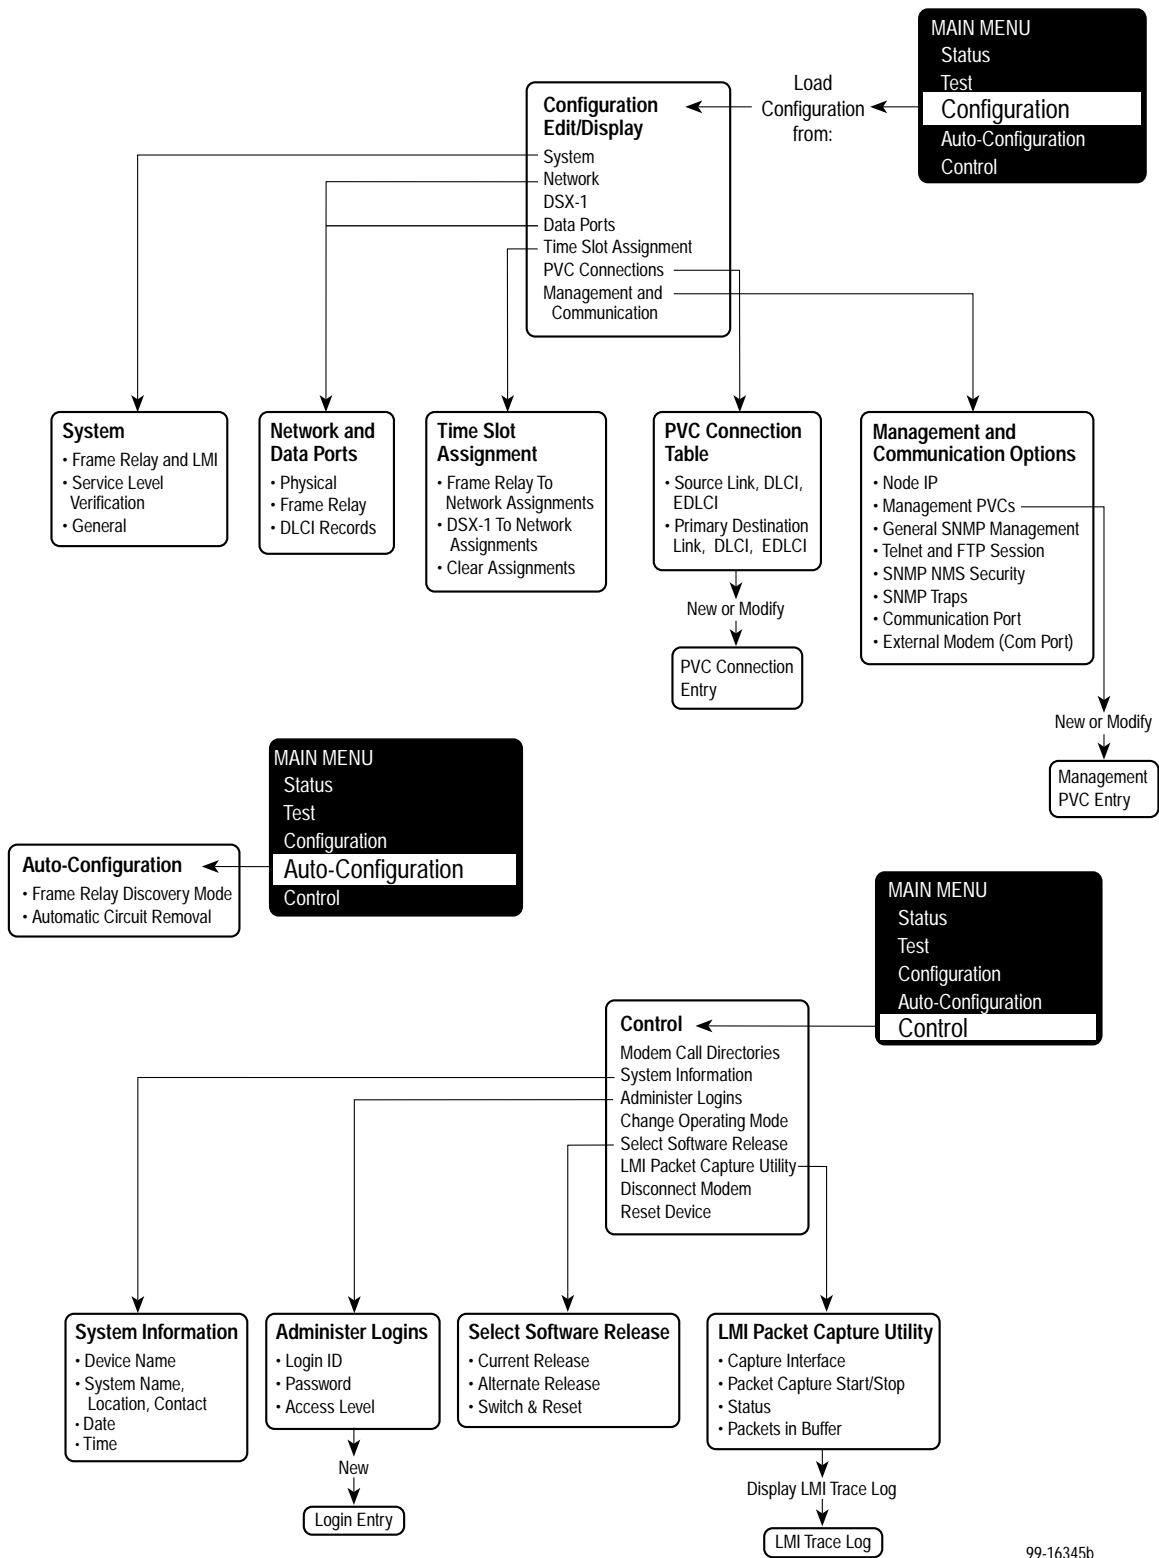 MAIN MENU
Status
Test
Configuration
Auto-Configuration
Control
Load
Configuration
from:
Configuration
Edit/Display
System
Network
DSX-1
Data Ports
Time Slot Assignment
PVC Connections
Management and
Communication
System
• Frame Relay and LMI
• Service Level
Verification
• General
Network and
Data Ports
• Physical
• Frame Relay
• DLCI Records
Time Slot
Assignment
• Frame Relay To
Network Assignments
• DSX-1 To Network
Assignments
• Clear Assignments
PVC Connection
Table
• Source Link, DLCI,
EDLCI
• Primary Destination
Link, DLCI, EDLCI
New or Modify
PVC Connection
Entry
Management and
Communication Options
• Node IP
• Management PVCs
• General SNMP Management
• Telnet and FTP Session
• SNMP NMS Security
• SNMP Traps
• Communication Port
• External Modem (Com Port)
New or Modify
Management
PVC Entry
MAIN MENU
Status
Test
Configuration
Auto-Configuration
Control
Auto-Configuration
• Frame Relay Discovery Mode
• Automatic Circuit Removal
MAIN MENU
Status
Test
Configuration
Auto-Configuration
Control
Control
Modem Call Directories
System Information
Administer Logins
Change Operating Mode
Select Software Release
LMI Packet Capture Utility
Disconnect Modem
Reset Device
System Information
• Device Name
• System Name,
Location, Contact
• Date
• Time
Administer Logins
• Login ID
• Password
• Access Level
New
Login Entry
Select Software Release
• Current Release
• Alternate Release
• Switch & Reset
LMI Packet Capture Utility
• Capture Interface
• Packet Capture Start/Stop
• Status
• Packets in Buffer
Display LMI Trace Log
LMI Trace Log
99-16345b